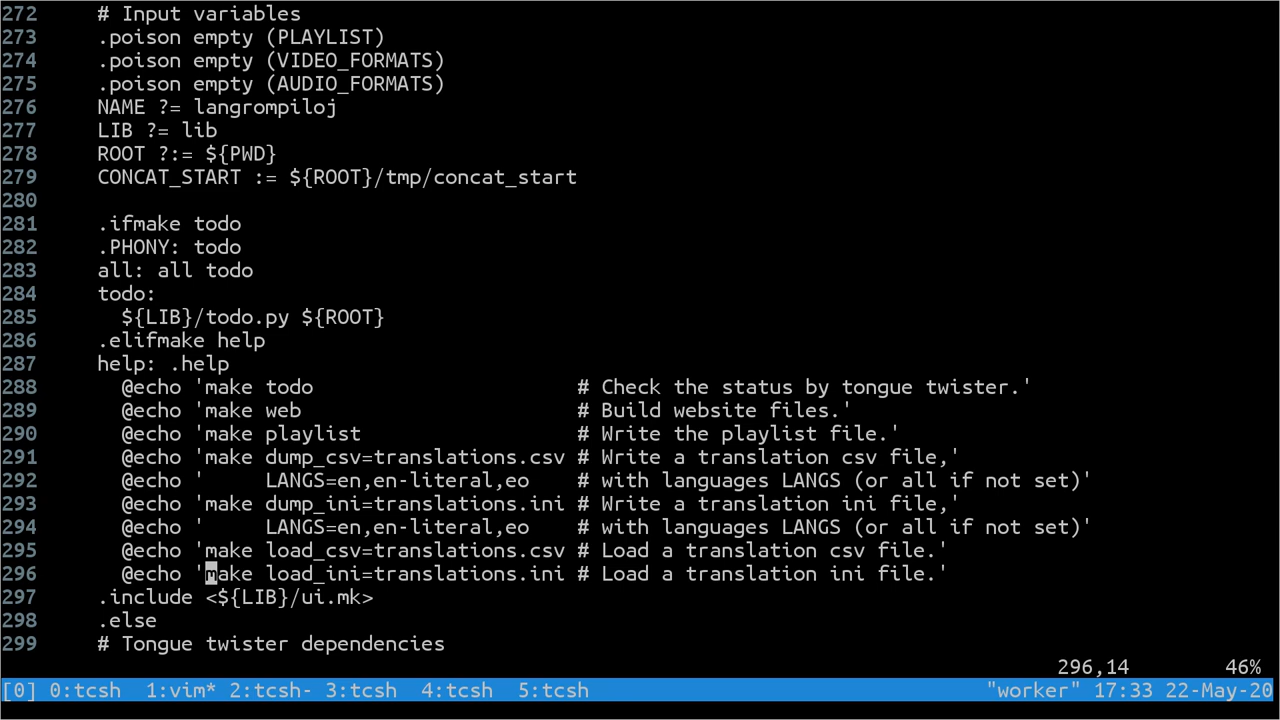 272     # Input variables
273     .poison empty (PLAYLIST)
274     .poison empty (VIDEO_FORMATS)
275     .poison empty (AUDIO_FORMATS)
276     NAME ?= langrompiloj
277     LIB ?= lib
278     ROOT ?:= ${PWD}
279     CONCAT_START := ${ROOT}/tmp/concat_start
280
281     .ifmake todo
282     .PHONY: todo
283     all: all todo
284     todo:
285       ${LIB}/todo.py ${ROOT}
286     .elifmake help
287     help: .help
288       @echo 'make todo                      # Check the status by tongue twister.'
289       @echo 'make web                       # Build website files.'
290       @echo 'make playlist                  # Write the playlist file.'
291       @echo 'make dump_csv=translations.csv # Write a translation csv file,'
292       @echo '     LANGS=en,en-literal,eo    # with languages LANGS (or all if not set)'
293       @echo 'make dump_ini=translations.ini # Write a translation ini file,'
294       @echo '     LANGS=en,en-literal,eo    # with languages LANGS (or all if not set)'
295       @echo 'make load_csv=translations.csv # Load a translation csv file.'
296       @echo 'make load_ini=translations.ini # Load a translation ini file.'
297     .include <${LIB}/ui.mk>
298     .else
299     # Tongue twister dependencies
296,14        46%
[0] 0:tcsh  1:vim* 2:tcsh- 3:tcsh  4:tcsh  5:tcsh "worker" 17:33 22-May-20